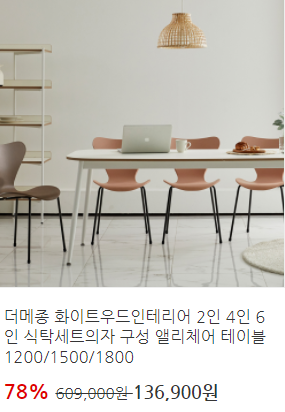 더메종 화이트우드인테리어 2인 4인 6
인 식탁세트의자 구성 앨리체어 테이블
1200/1500/1800
78% 609,000원 136,900원